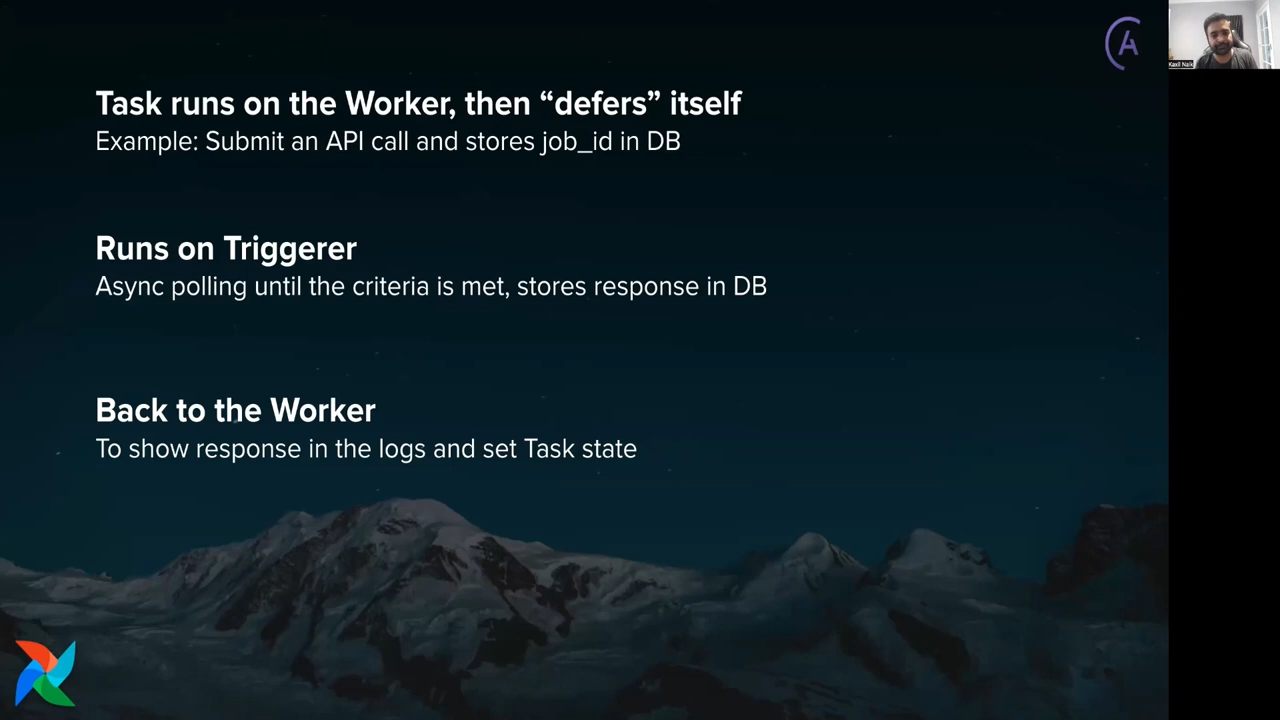 Task runs on the Worker, then “defers” itself
Example: Submit an API call and stores job_id in DB
Runs on Triggerer
Async polling until the criteria is met, stores response in DB
Back to the Worker
To show response in the logs and set Task state
Kaxil Naik